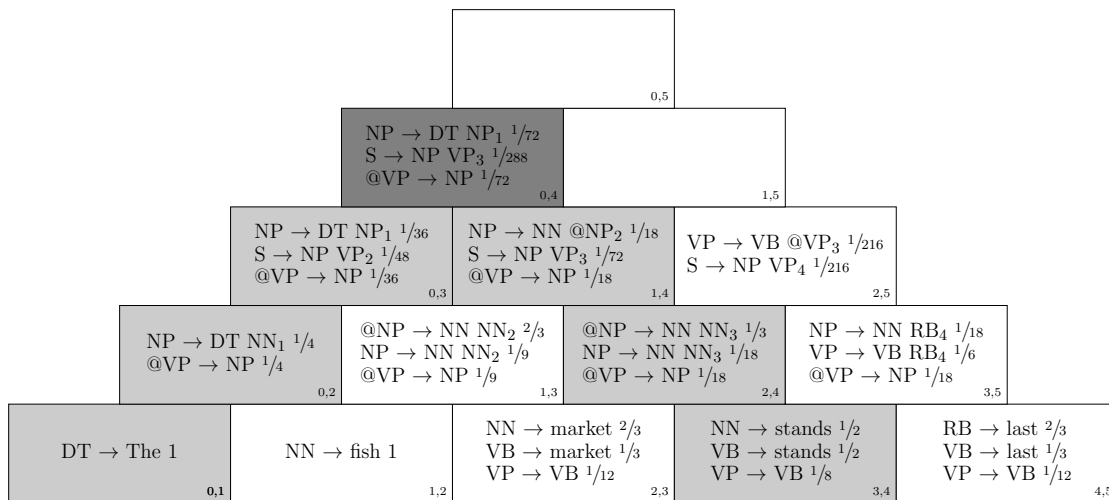 0,5
NP → DT NP₁ 1/72
S → NP VP₃ 1/288
@VP → NP 1/72
0,4
1,5
NP → DT NP₁ 1/36
S → NP VP₂ 1/48
@VP → NP 1/36
0,3
NP → NN @NP₂ 1/18
S → NP VP₃ 1/72
@VP → NP 1/18
1,4
VP → VB @VP₃ 1/216
S → NP VP₄ 1/216
2,5
NP → DT NN₁ 1/4
@VP → NP 1/4
0,2
@NP → NN NN₂ 2/3
NP → NN NN₂ 1/9
@VP → NP 1/9
1,3
@NP → NN NN₃ 1/3
NP → NN NN₃ 1/18
@VP → NP 1/18
2,4
NP → NN RB₄ 1/18
VP → VB RB₄ 1/6
@VP → NP 1/18
3,5
DT → The 1
0,1
NN → fish 1
1,2
NN → market 2/3
VB → market 1/3
VP → VB 1/12
2,3
NN → stands 1/2
VB → stands 1/2
VP → VB 1/8
3,4
RB → last 2/3
VB → last 1/3
VP → VB 1/12
4,5